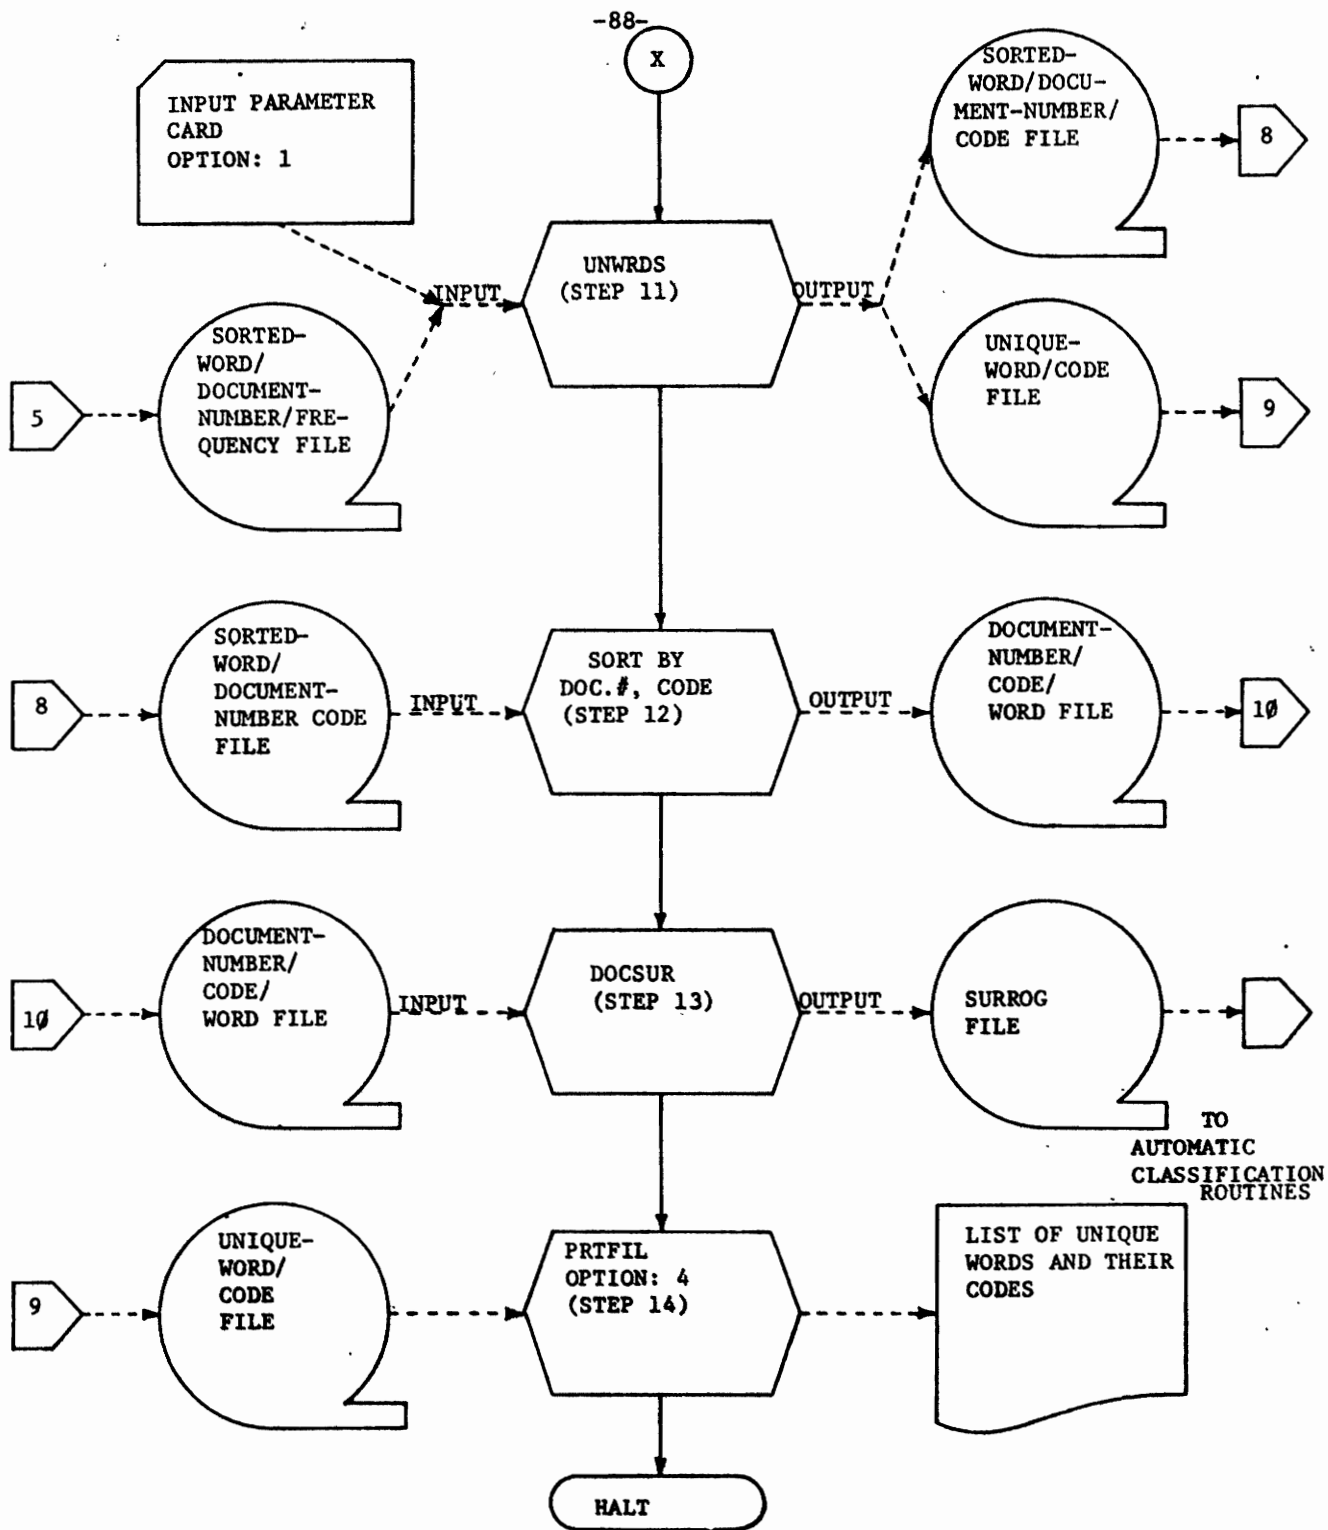 -88-
X
INPUT PARAMETER
CARD
OPTION: 1
SORTED-
WORD/DOCU-
MENT-NUMBER/
CODE FILE
8
UNWRDS
(STEP 11)
INPUT
OUTPUT
5
SORTED-
WORD/
DOCUMENT-
NUMBER/FRE-
QUENCY FILE
UNIQUE-
WORD/CODE
FILE
9
8
SORTED-
WORD/
DOCUMENT-
NUMBER CODE
FILE
INPUT
SORT BY
DOC.#, CODE
(STEP 12)
OUTPUT
DOCUMENT-
NUMBER/
CODE/
WORD FILE
1Ø
1Ø
DOCUMENT-
NUMBER/
CODE/
WORD FILE
INPUT
DOCSUR
(STEP 13)
OUTPUT
SURROG
FILE
TO
AUTOMATIC
CLASSIFICATION
ROUTINES
9
UNIQUE-
WORD/
CODE
FILE
PRTFIL
OPTION: 4
(STEP 14)
LIST OF UNIQUE
WORDS AND THEIR
CODES
HALT